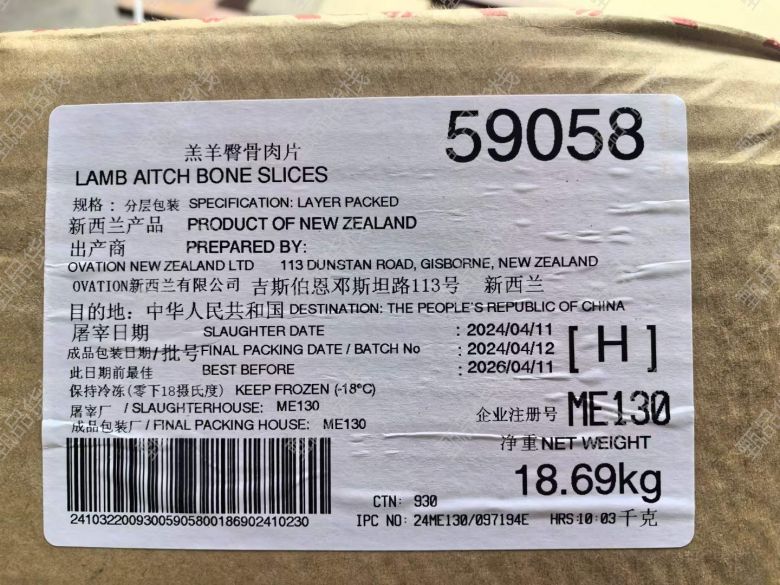 59058
羔羊臀骨肉片
LAMB AITCH BONE SLICES
规格：分层包装 SPECIFICATION: LAYER PACKED
新西兰产品 PRODUCT OF NEW ZEALAND
出产商 PREPARED BY:
OVATION NEW ZEALAND LTD 113 DUNSTAN ROAD, GISBORNE, NEW ZEALAND
OVATION新西兰有限公司 吉斯伯恩邓斯坦路113号 新西兰
目的地: 中华人民共和国 DESTINATION: THE PEOPLE'S REPUBLIC OF CHINA
屠宰日期 SLAUGHTER DATE : 2024/04/11
成品包装日期/批号 FINAL PACKING DATE / BATCH No : 2024/04/12 [ H ]
此日期前最佳 BEST BEFORE : 2026/04/11
保持冷冻(零下18摄氏度) KEEP FROZEN (-18°C)
屠宰厂 / SLAUGHTERHOUSE: ME130
企业注册号 ME130
成品包装厂 / FINAL PACKING HOUSE: ME130
净重 NET WEIGHT
18.69kg
千克
CTN: 930
IPC NO: 24ME130/097194E HRS:10:03
24103220093005905800186902410230
甄品货栈